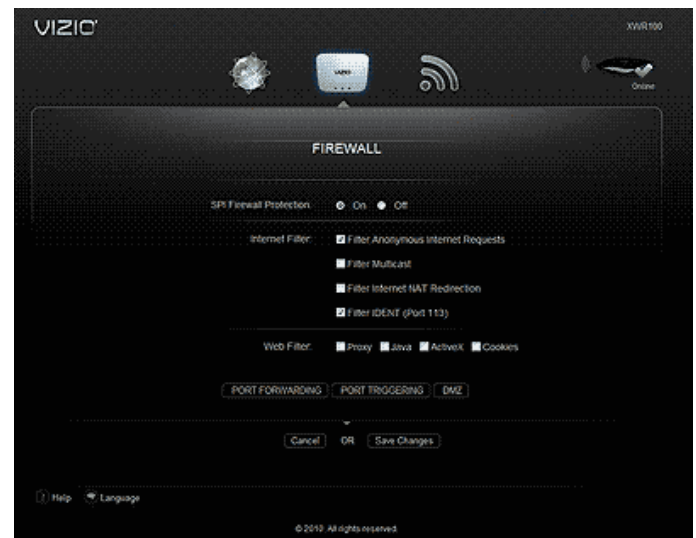 VIZIO
XWR100
VIZIO
Online
FIREWALL
SPI Firewall Protection: On Off
Internet Filter: Filter Anonymous Internet Requests
Filter Multicast
Filter Internet NAT Redirection
Filter IDENT (Port 113)
Web Filter: Proxy Java ActiveX Cookies
PORT FORWARDING PORT TRIGGERING DMZ
Cancel OR Save Changes
? Help Language
© 2010. All rights reserved.